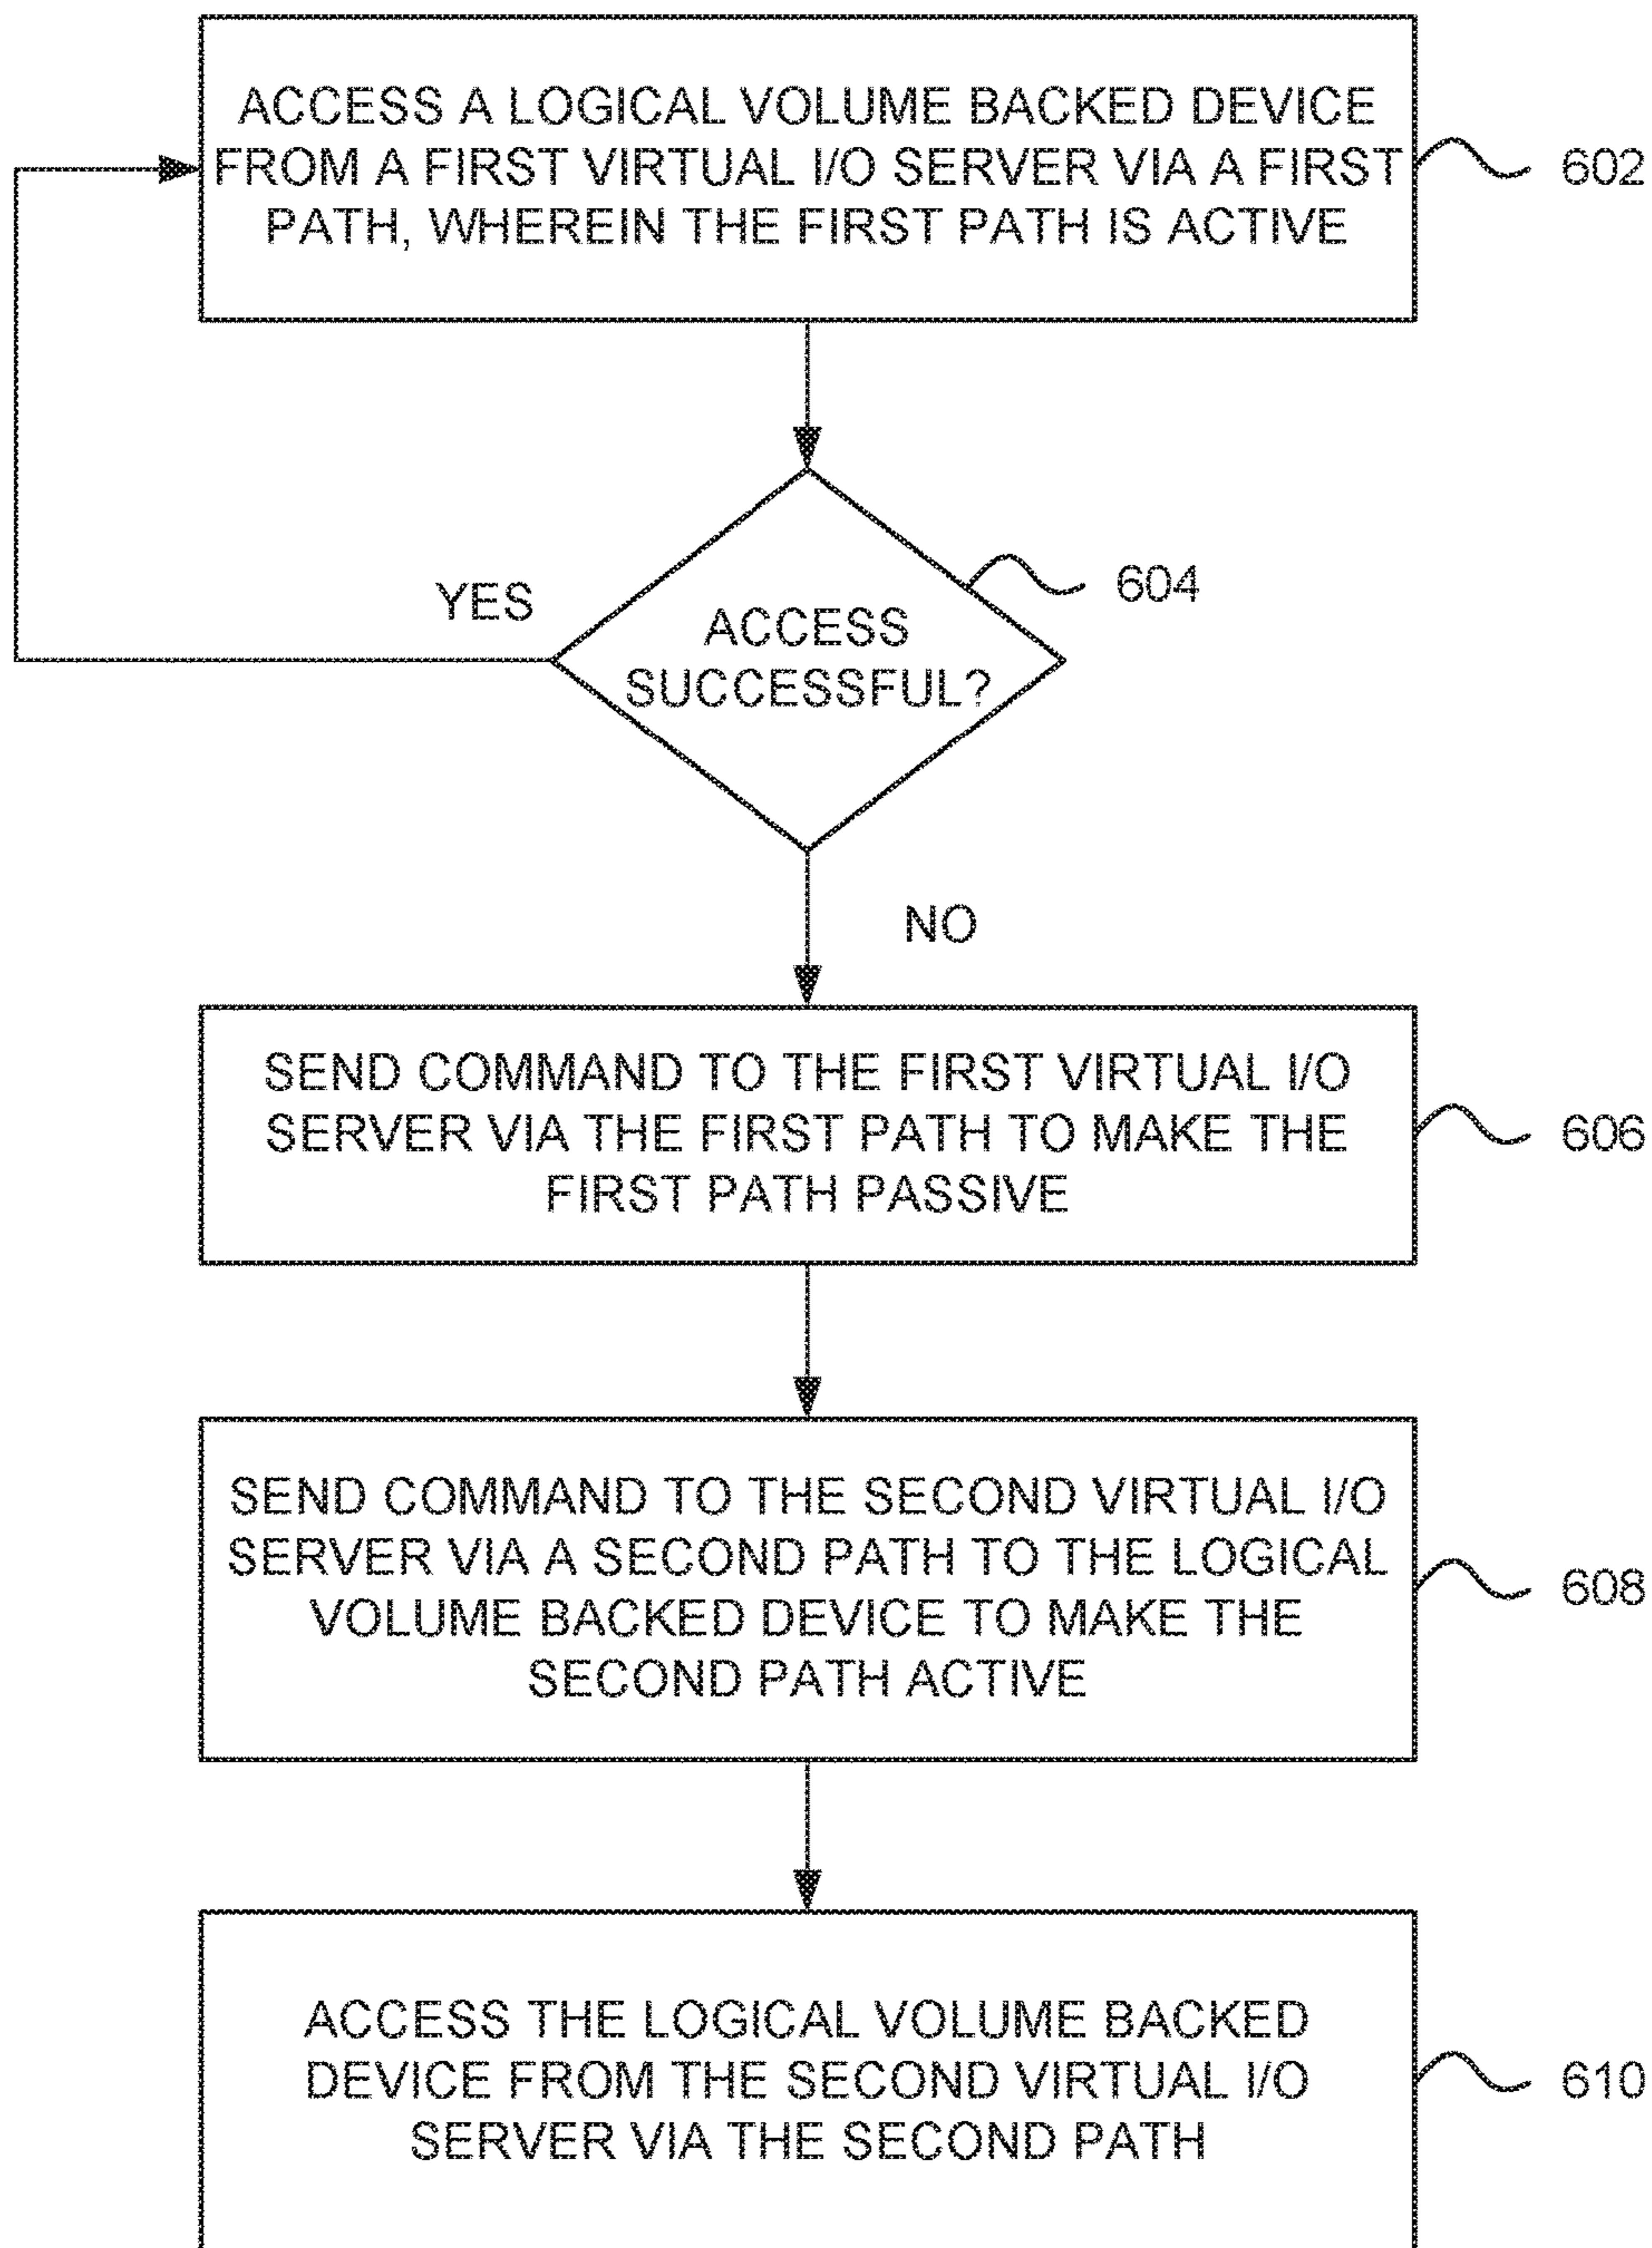 ACCESS A LOGICAL VOLUME BACKED DEVICE
FROM A FIRST VIRTUAL I/O SERVER VIA A FIRST
PATH, WHEREIN THE FIRST PATH IS ACTIVE
602
YES
604
ACCESS
SUCCESSFUL?
NO
SEND COMMAND TO THE FIRST VIRTUAL I/O
SERVER VIA THE FIRST PATH TO MAKE THE
FIRST PATH PASSIVE
606
SEND COMMAND TO THE SECOND VIRTUAL I/O
SERVER VIA A SECOND PATH TO THE LOGICAL
VOLUME BACKED DEVICE TO MAKE THE
SECOND PATH ACTIVE
608
ACCESS THE LOGICAL VOLUME BACKED
DEVICE FROM THE SECOND VIRTUAL I/O
SERVER VIA THE SECOND PATH
610